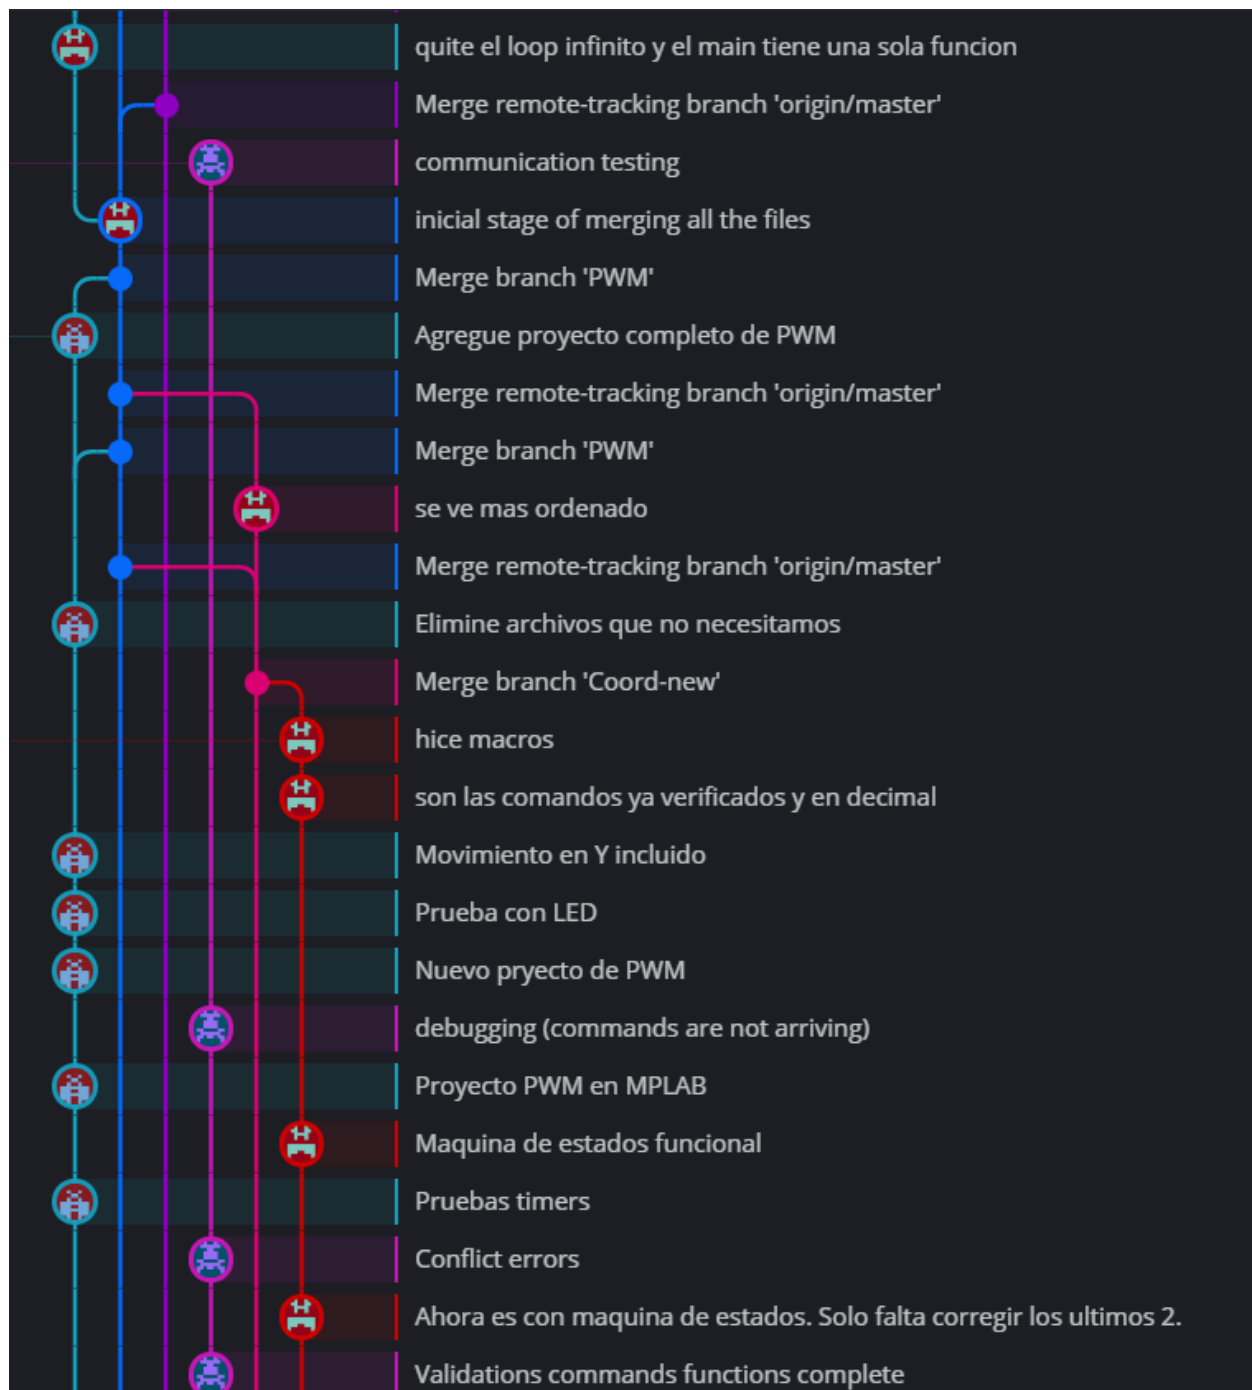 quite el loop infinito y el main tiene una sola funcion
Merge remote-tracking branch 'origin/master'
communication testing
inicial stage of merging all the files
Merge branch 'PWM'
Agregue proyecto completo de PWM
Merge remote-tracking branch 'origin/master'
Merge branch 'PWM'
se ve mas ordenado
Merge remote-tracking branch 'origin/master'
Elimine archivos que no necesitamos
Merge branch 'Coord-new'
hice macros
son las comandos ya verificados y en decimal
Movimiento en Y incluido
Prueba con LED
Nuevo pryecto de PWM
debugging (commands are not arriving)
Proyecto PWM en MPLAB
Maquina de estados funcional
Pruebas timers
Conflict errors
Ahora es con maquina de estados. Solo falta corregir los ultimos 2.
Validations commands functions complete